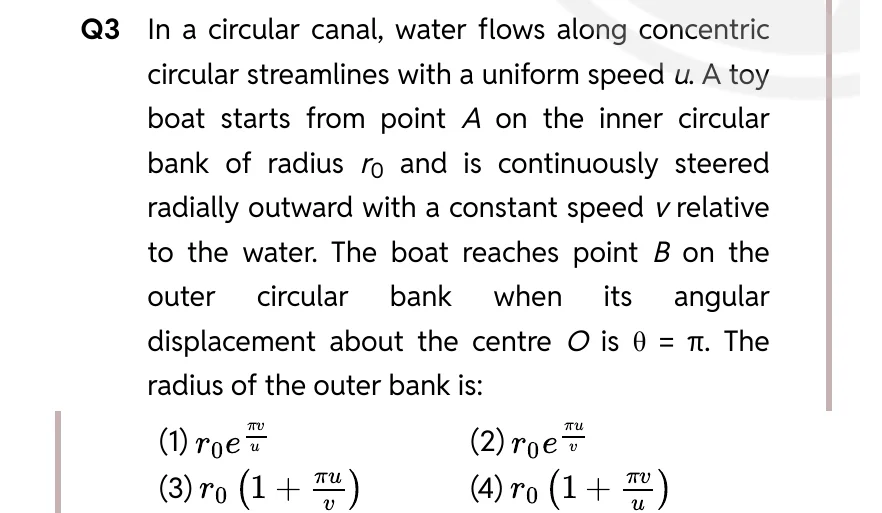 Q3 In a circular canal, water flows along concentric
circular streamlines with a uniform speed u. A toy
boat starts from point A on the inner circular
bank of radius r₀ and is continuously steered
radially outward with a constant speed v relative
to the water. The boat reaches point B on the
outer circular bank when its angular
displacement about the centre O is θ = π. The
radius of the outer bank is:
(1) r₀e^(πv/u) (2) r₀e^(πu/v)
(3) r₀ (1 + πu/v) (4) r₀ (1 + πv/u)